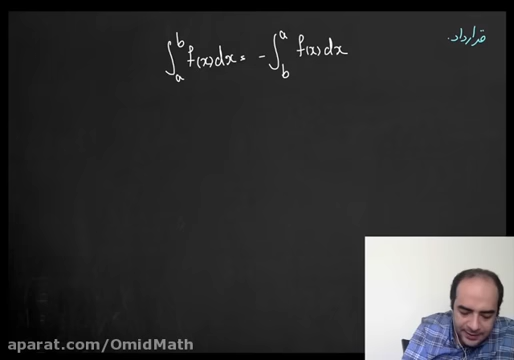 قرارداد.
∫_a^b f(x)dx = - ∫_b^a f(x)dx
aparat.com/OmidMath